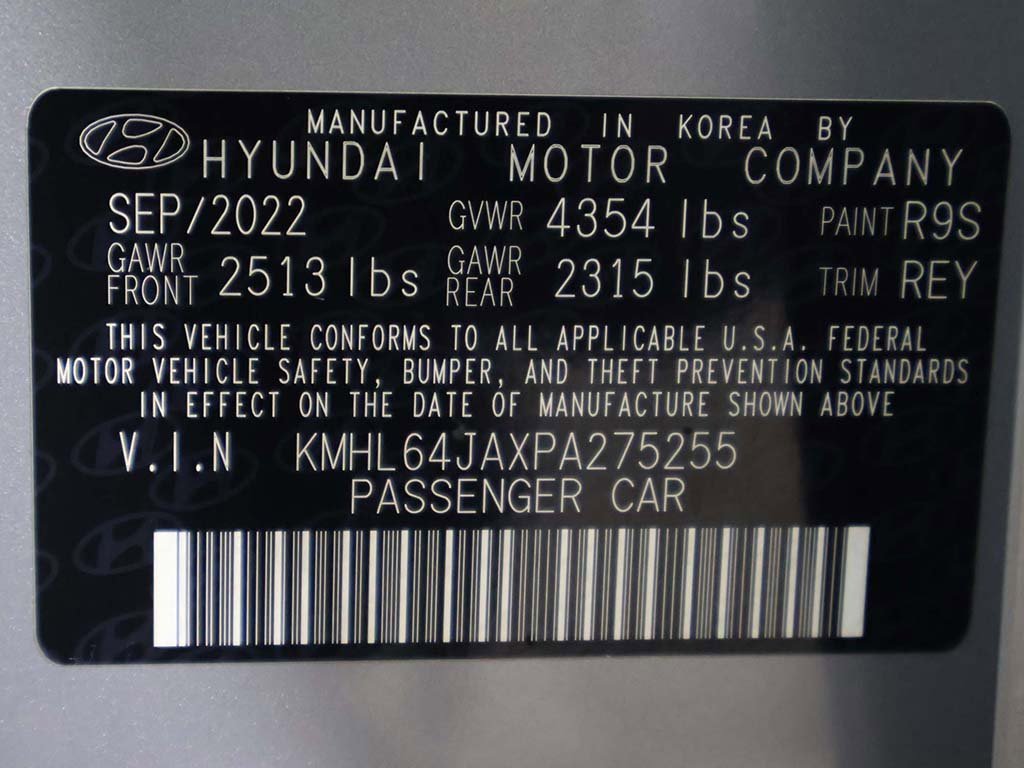 MANUFACTURED IN KOREA BY
HYUNDAI MOTOR COMPANY
SEP/2022 GVWR 4354 lbs PAINT R9S
GAWR FRONT 2513 lbs GAWR REAR 2315 lbs TRIM REY
THIS VEHICLE CONFORMS TO ALL APPLICABLE U.S.A. FEDERAL
MOTOR VEHICLE SAFETY, BUMPER, AND THEFT PREVENTION STANDARDS
IN EFFECT ON THE DATE OF MANUFACTURE SHOWN ABOVE
V.I.N KMHL64JAXPA275255
PASSENGER CAR